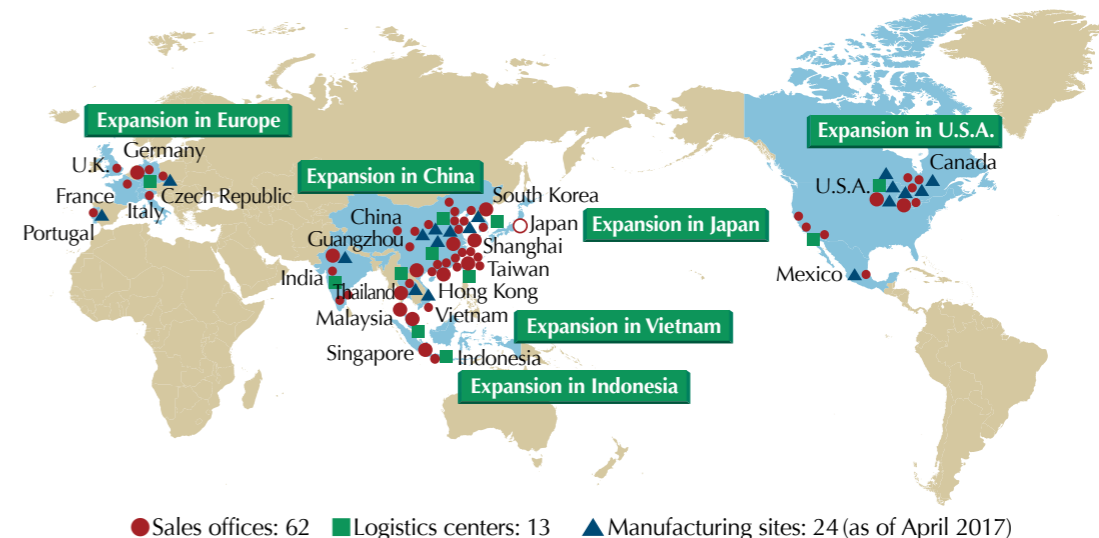 Expansion in Europe
Expansion in U.S.A.
Germany
U.K.
Canada
Expansion in China
U.S.A.
France
Czech Republic
South Korea
Italy
China
Japan
Expansion in Japan
Portugal
Guangzhou
Shanghai
India
Taiwan
Mexico
Thailand
Hong Kong
Malaysia
Vietnam
Expansion in Vietnam
Singapore
Indonesia
Expansion in Indonesia
Sales offices: 62 Logistics centers: 13 Manufacturing sites: 24 (as of April 2017)